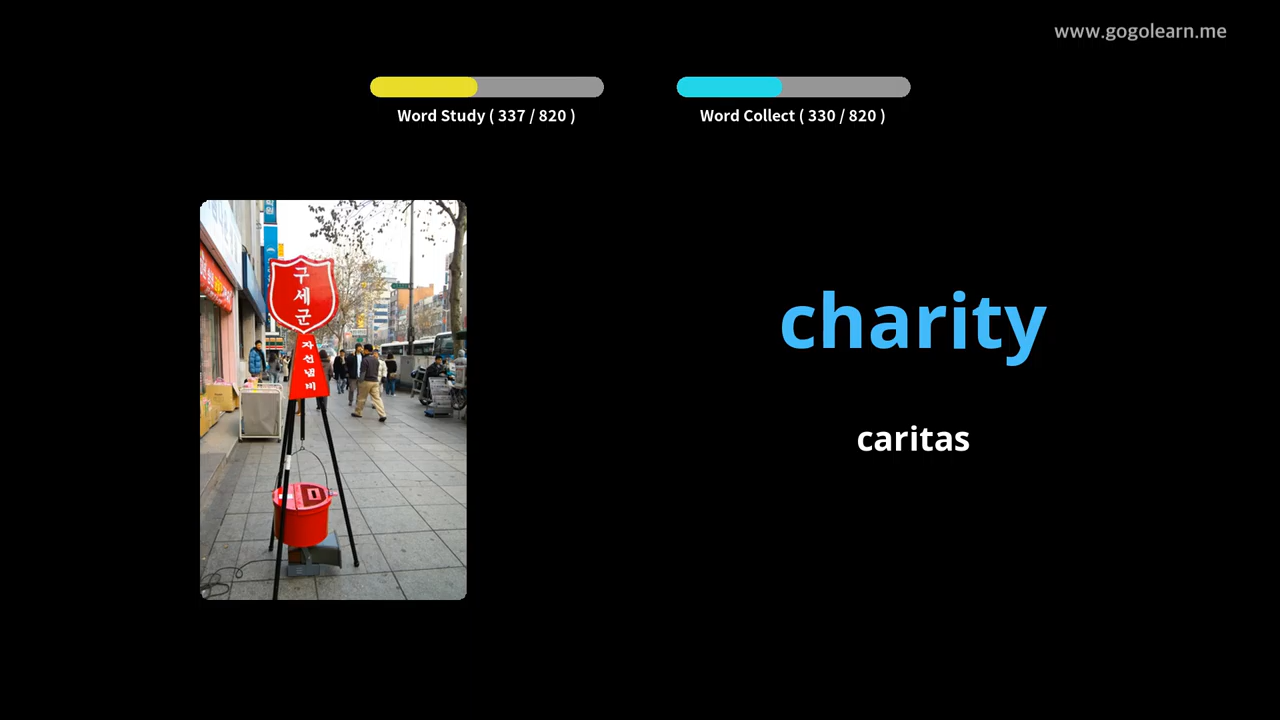 www.gogolearn.me
Word Study ( 337 / 820 )
Word Collect ( 330 / 820 )
구
세
군
자
선
냄
비
charity
caritas